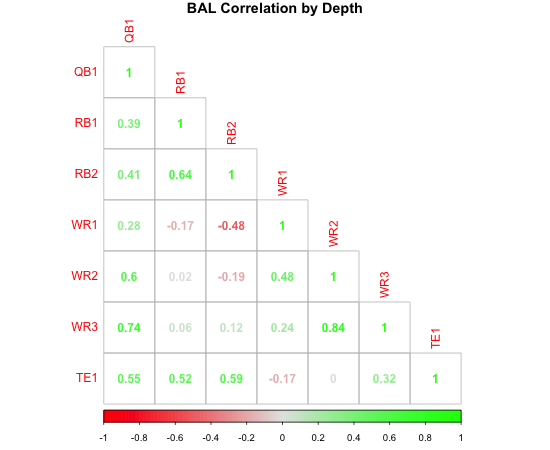 BAL Correlation by Depth
QB1
QB1 1 RB1
RB1 0.39 1 RB2
RB2 0.41 0.64 1 WR1
WR1 0.28 -0.17 -0.48 1 WR2
WR2 0.6 0.02 -0.19 0.48 1 WR3
WR3 0.74 0.06 0.12 0.24 0.84 1 TE1
TE1 0.55 0.52 0.59 -0.17 0 0.32 1
-1 -0.8 -0.6 -0.4 -0.2 0 0.2 0.4 0.6 0.8 1